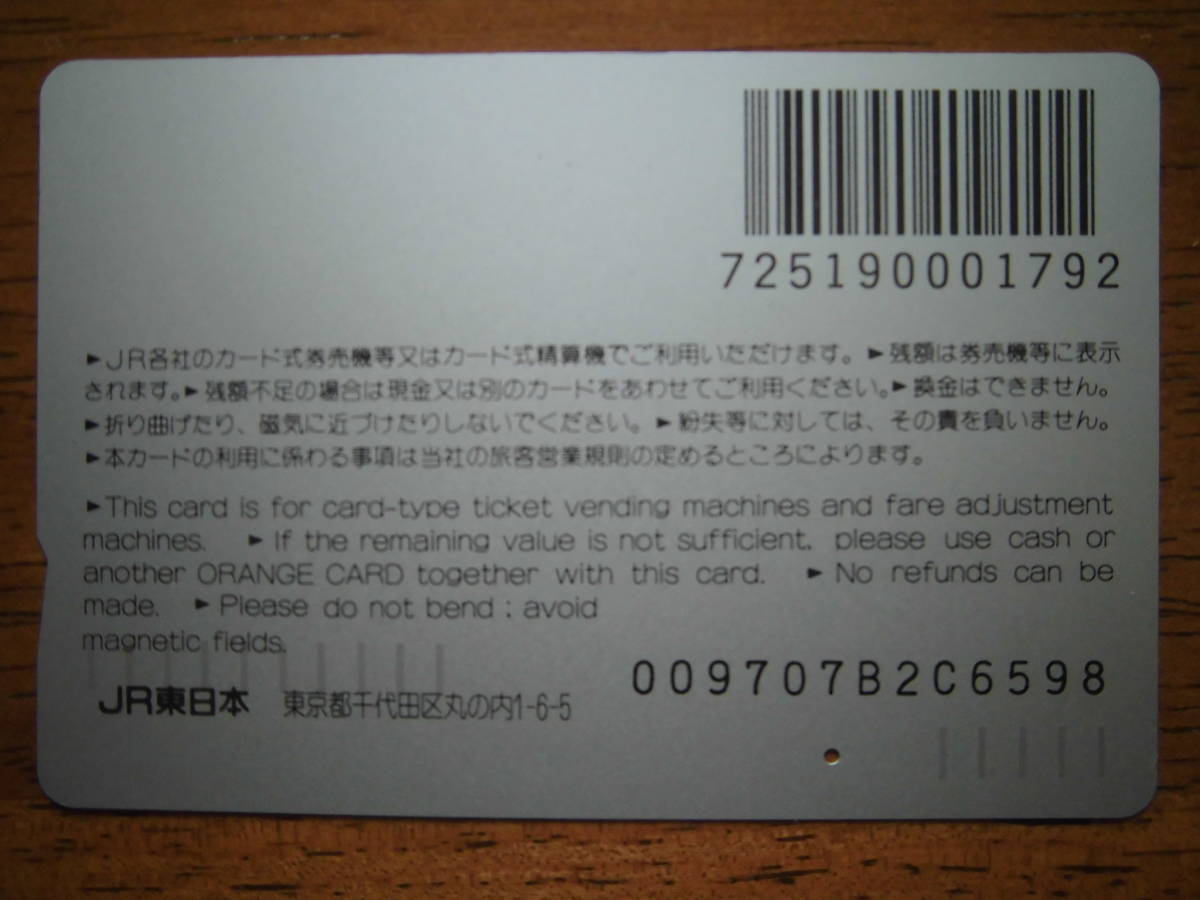 725190001792
►JR各社のカード式券売機等又はカード式精算機でご利用いただけます。►残額は券売機等に表示
されます。►残額不足の場合は現金又は別のカードをあわせてご利用ください。►換金はできません。
►折り曲げたり、磁気に近づけたりしないでください。►紛失等に対しては、その責を負いません。
►本カードの利用に係わる事項は当社の旅客営業規則の定めるところによります。
►This card is for card-type ticket vending machines and fare adjustment
machines. ►If the remaining value is not sufficient, please use cash or
another ORANGE CARD together with this card. ►No refunds can be
made. ►Please do not bend ; avoid
magnetic fields.
009707B2C6598
JR東日本 東京都千代田区丸の内1-6-5